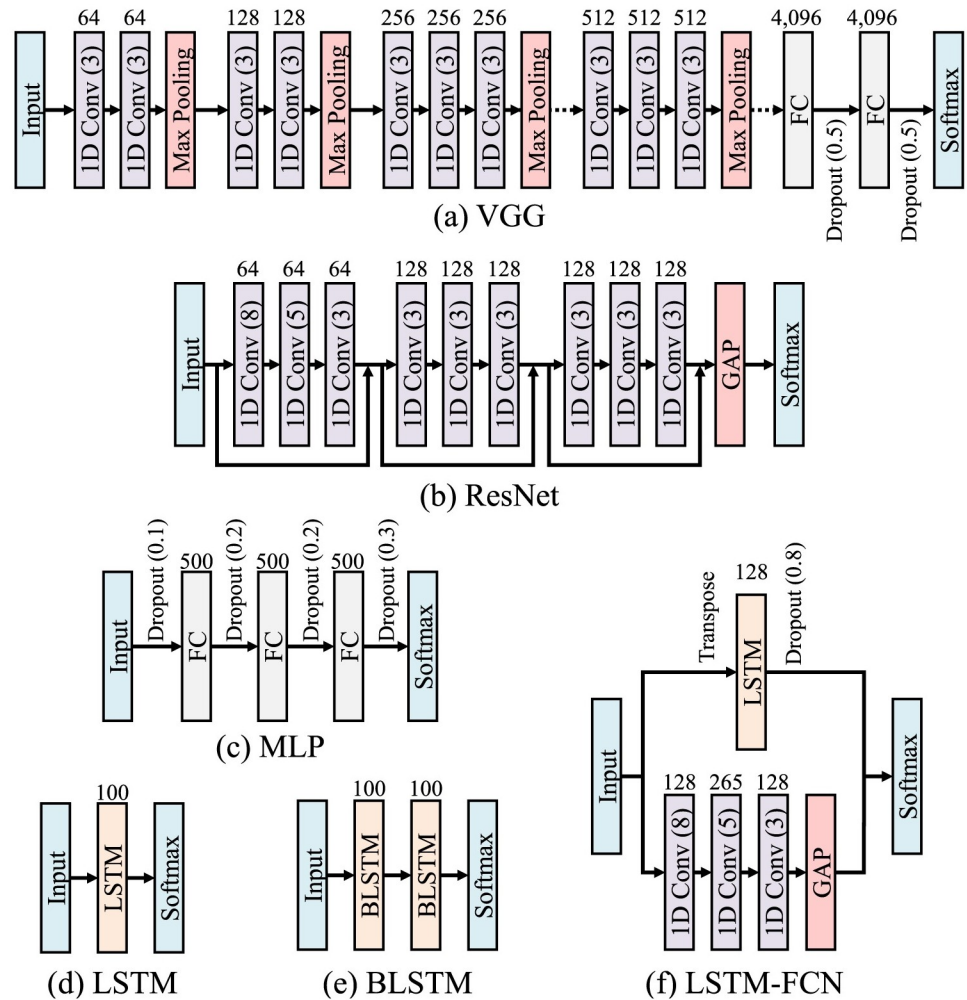 64 64 128 128 256 256 256 512 512 512 4,096 4,096
Input
1D Conv (3)
1D Conv (3)
Max Pooling
1D Conv (3)
1D Conv (3)
Max Pooling
1D Conv (3)
1D Conv (3)
1D Conv (3)
Max Pooling
1D Conv (3)
1D Conv (3)
1D Conv (3)
Max Pooling
FC
Dropout (0.5)
FC
Dropout (0.5)
Softmax
(a) VGG
64 64 64 128 128 128 128 128 128
Input
1D Conv (8)
1D Conv (5)
1D Conv (3)
1D Conv (3)
1D Conv (3)
1D Conv (3)
1D Conv (3)
1D Conv (3)
1D Conv (3)
GAP
Softmax
(b) ResNet
500 500 500
Input
Dropout (0.1)
FC
Dropout (0.2)
FC
Dropout (0.2)
FC
Dropout (0.3)
Softmax
(c) MLP
100
Input
LSTM
Softmax
(d) LSTM
100 100
Input
BLSTM
BLSTM
Softmax
(e) BLSTM
Input
Transpose
128
LSTM
Dropout (0.8)
128 265 128
1D Conv (8)
1D Conv (5)
1D Conv (3)
GAP
Softmax
(f) LSTM-FCN